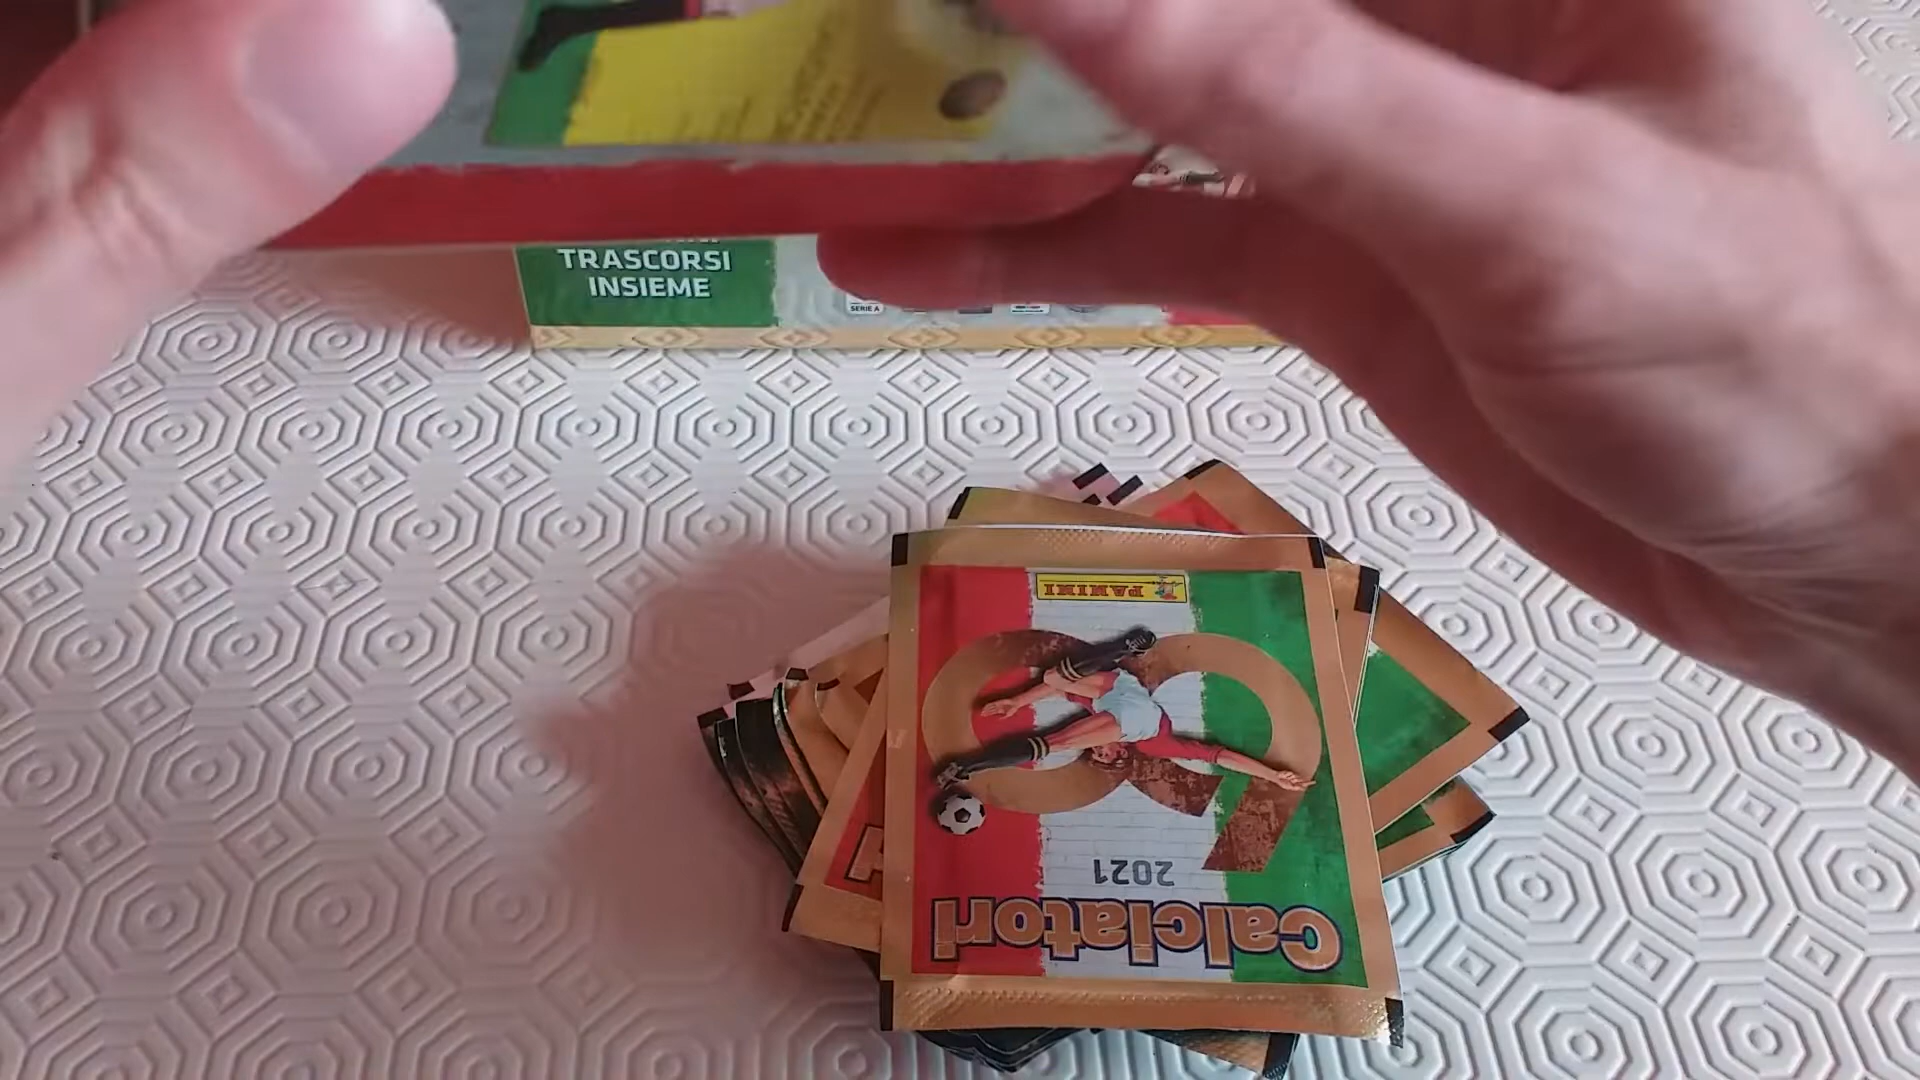 TRASCORSI
INSIEME
SERIE A
PANINI
2021
Calciatori